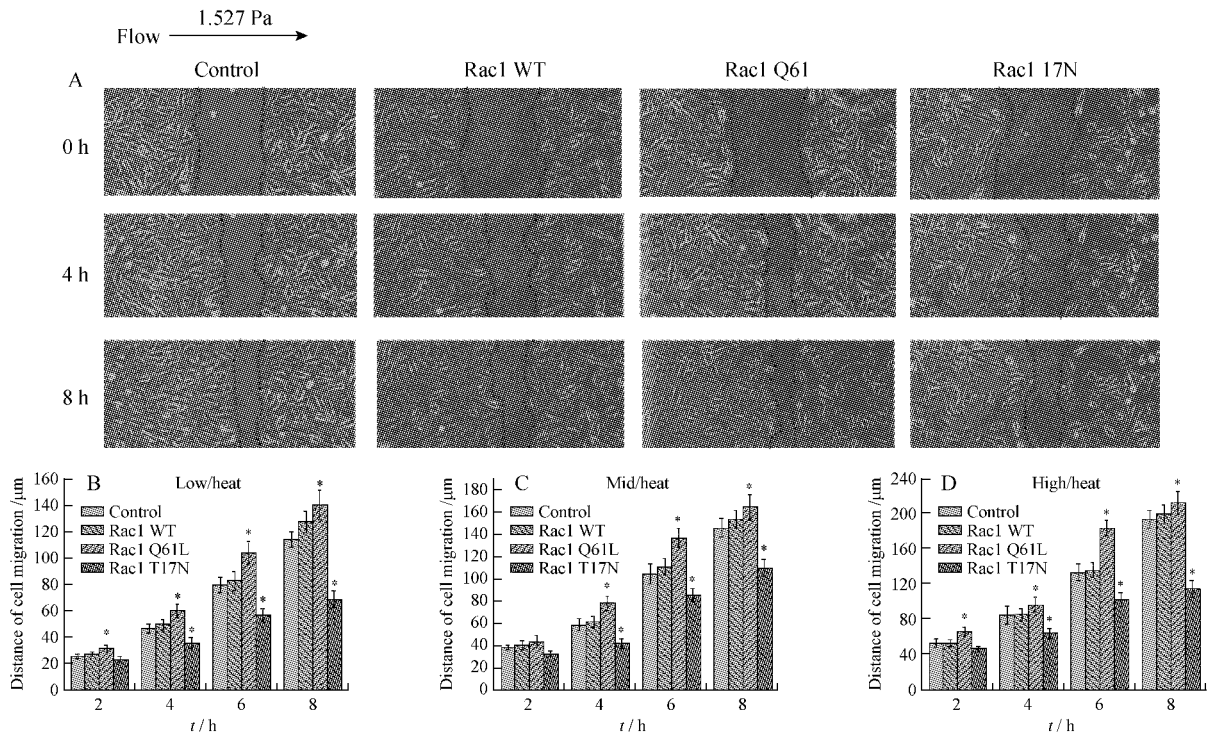 1.527 Pa
Flow
A Control Rac1 WT Rac1 Q61 Rac1 17N
0 h
4 h
8 h
B Low/heat
Distance of cell migration /μm
160
140
120
100
80
60
40
20
0
Control
Rac1 WT
Rac1 Q61L
Rac1 T17N
* * * * * * *
2 4 6 8
t / h
C Mid/heat
Distance of cell migration /μm
180
160
140
120
100
80
60
40
20
0
Control
Rac1 WT
Rac1 Q61L
Rac1 T17N
* * * * * *
2 4 6 8
t / h
D High/heat
Distance of cell migration /μm
240
200
160
120
80
40
0
Control
Rac1 WT
Rac1 Q61L
Rac1 T17N
* * * * * * *
2 4 6 8
t / h